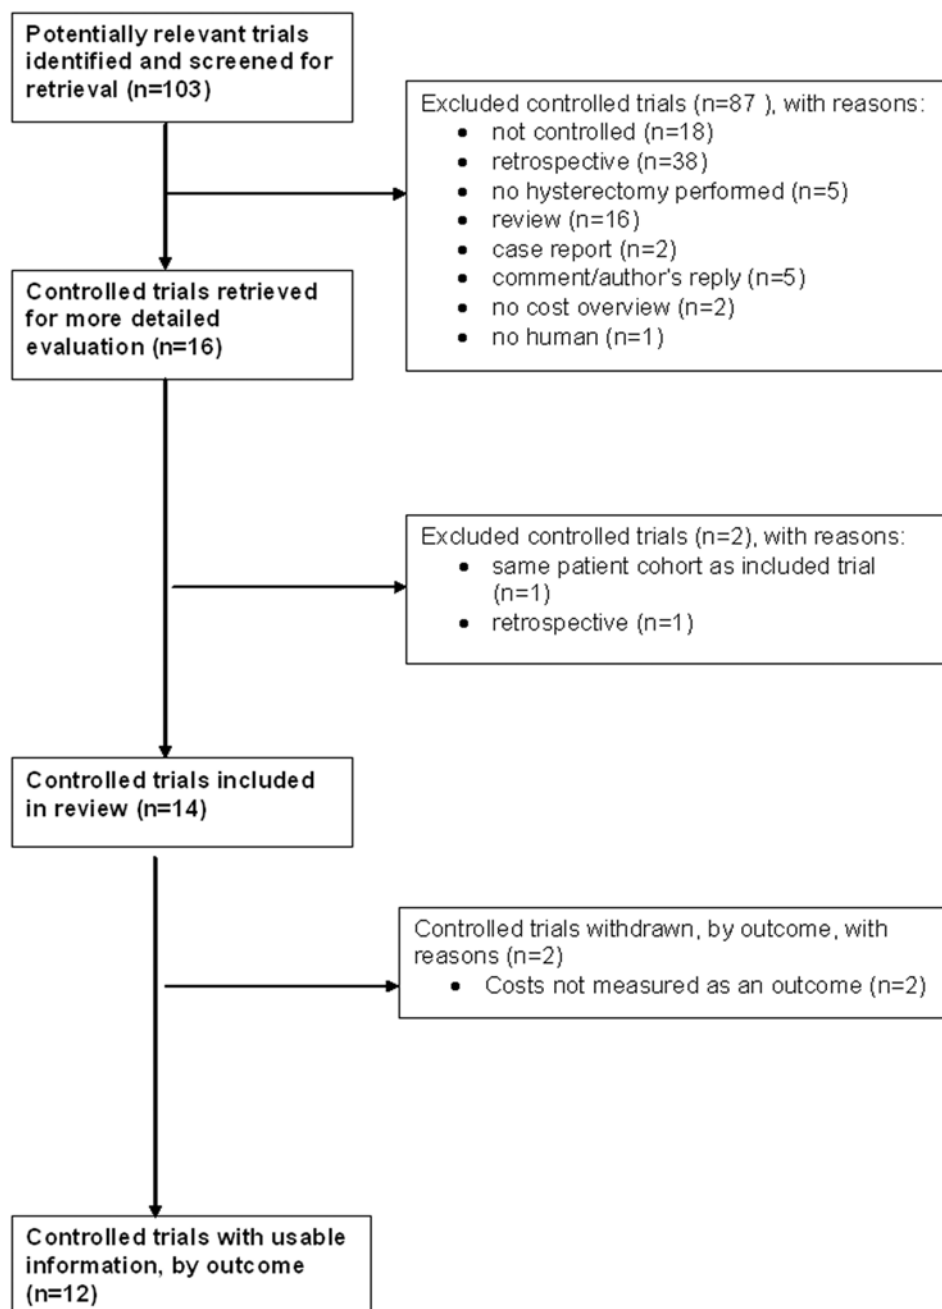 Potentially relevant trials
identified and screened for
retrieval (n=103)
Excluded controlled trials (n=87 ), with reasons:
• not controlled (n=18)
• retrospective (n=38)
• no hysterectomy performed (n=5)
• review (n=16)
• case report (n=2)
• comment/author's reply (n=5)
• no cost overview (n=2)
• no human (n=1)
Controlled trials retrieved
for more detailed
evaluation (n=16)
Excluded controlled trials (n=2), with reasons:
• same patient cohort as included trial
(n=1)
• retrospective (n=1)
Controlled trials included
in review (n=14)
Controlled trials withdrawn, by outcome, with
reasons (n=2)
• Costs not measured as an outcome (n=2)
Controlled trials with usable
information, by outcome
(n=12)